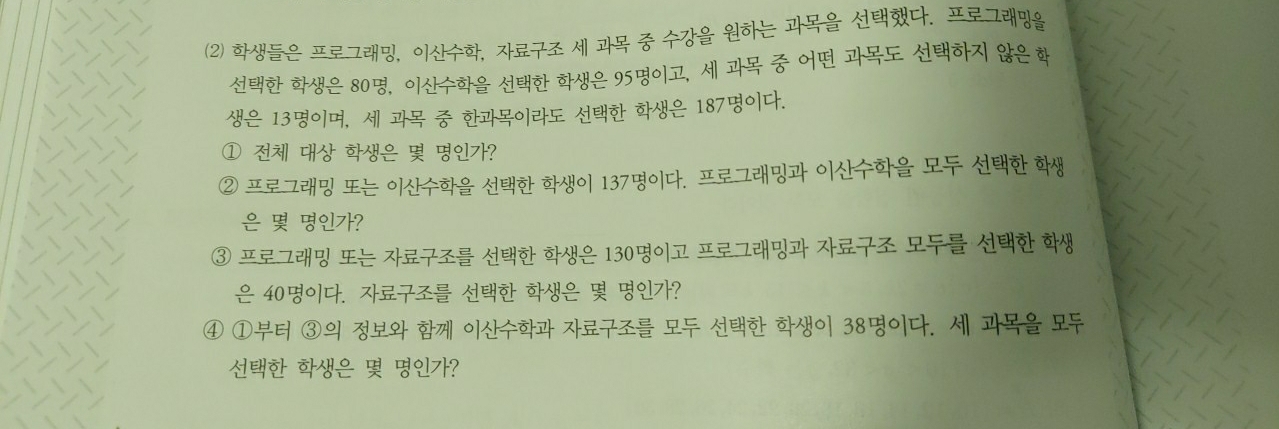 (2) 학생들은 프로그래밍, 이산수학, 자료구조 세 과목 중 수강을 원하는 과목을 선택했다. 프로그래밍을
선택한 학생은 80명, 이산수학을 선택한 학생은 95명이고, 세 과목 중 어떤 과목도 선택하지 않은 학
생은 13명이며, 세 과목 중 한과목이라도 선택한 학생은 187명이다.
① 전체 대상 학생은 몇 명인가?
② 프로그래밍 또는 이산수학을 선택한 학생이 137명이다. 프로그래밍과 이산수학을 모두 선택한 학생
은 몇 명인가?
③ 프로그래밍 또는 자료구조를 선택한 학생은 130명이고 프로그래밍과 자료구조 모두를 선택한 학생
은 40명이다. 자료구조를 선택한 학생은 몇 명인가?
④ ①부터 ③의 정보와 함께 이산수학과 자료구조를 모두 선택한 학생이 38명이다. 세 과목을 모두
선택한 학생은 몇 명인가?